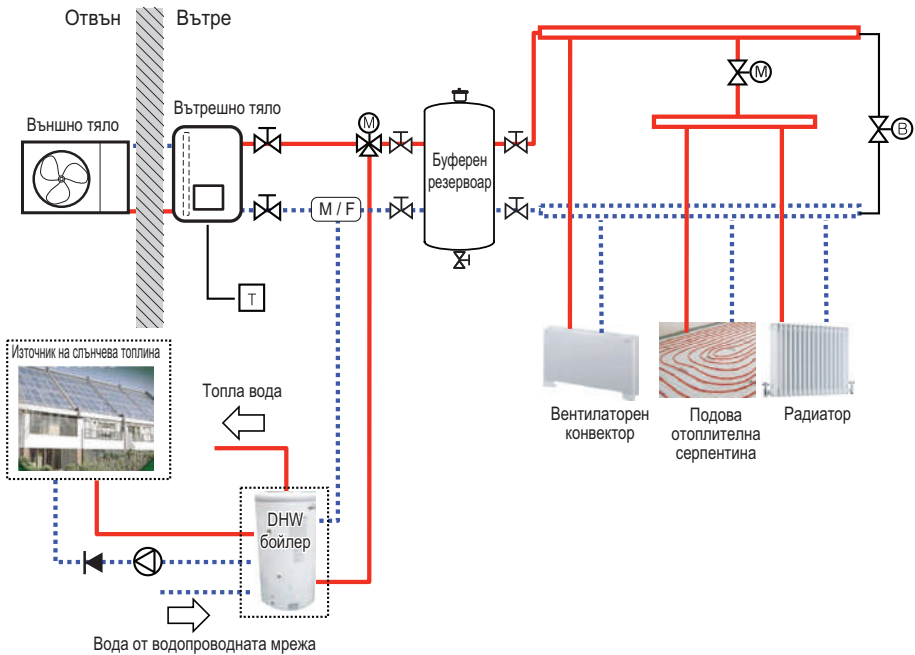 Отвън
Вътре
Вътрешно тяло
Външно тяло
M
M
B
Буферен
резервоар
M / F
T
Източник на слънчева топлина
Топла вода
Вентилаторен
конвектор
Подова
отоплителна
серпентина
Радиатор
DHW
бойлер
Вода от водопроводната мрежа